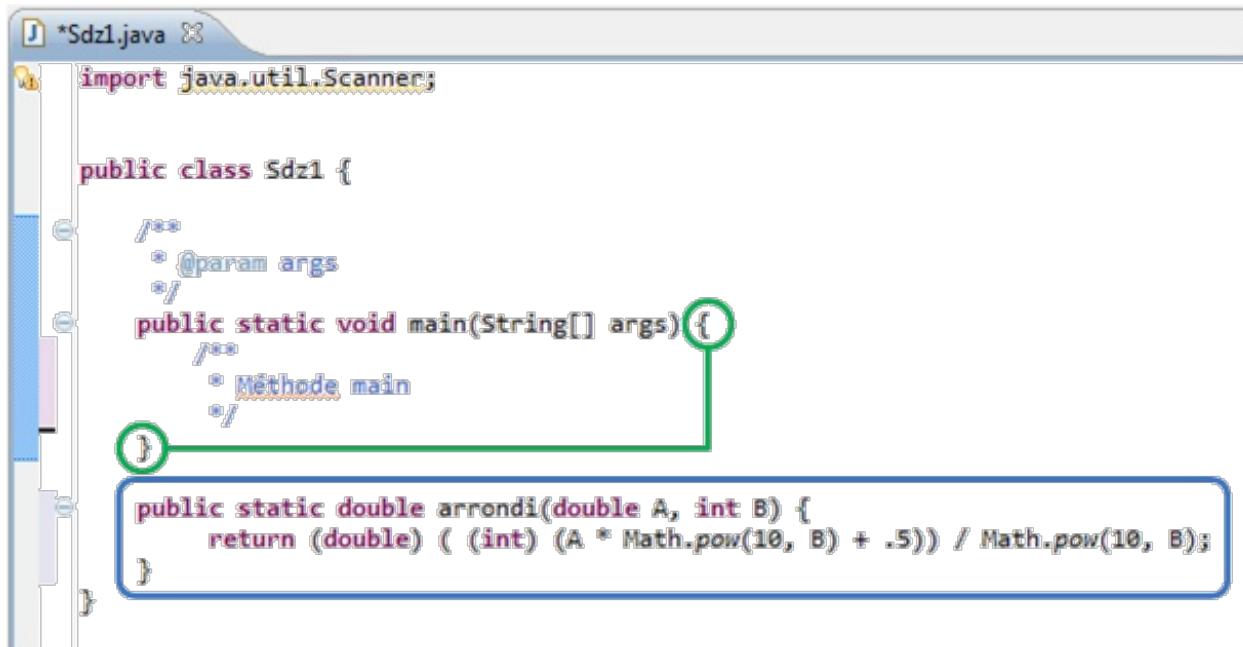 *Sdz1.java
import java.util.Scanner;
public class Sdz1 {
/**
* @param args
*/
public static void main(String[] args) {
/**
* Méthode main
*/
}
public static double arrondi(double A, int B) {
return (double) ( (int) (A * Math.pow(10, B) + .5)) / Math.pow(10, B);
}
}